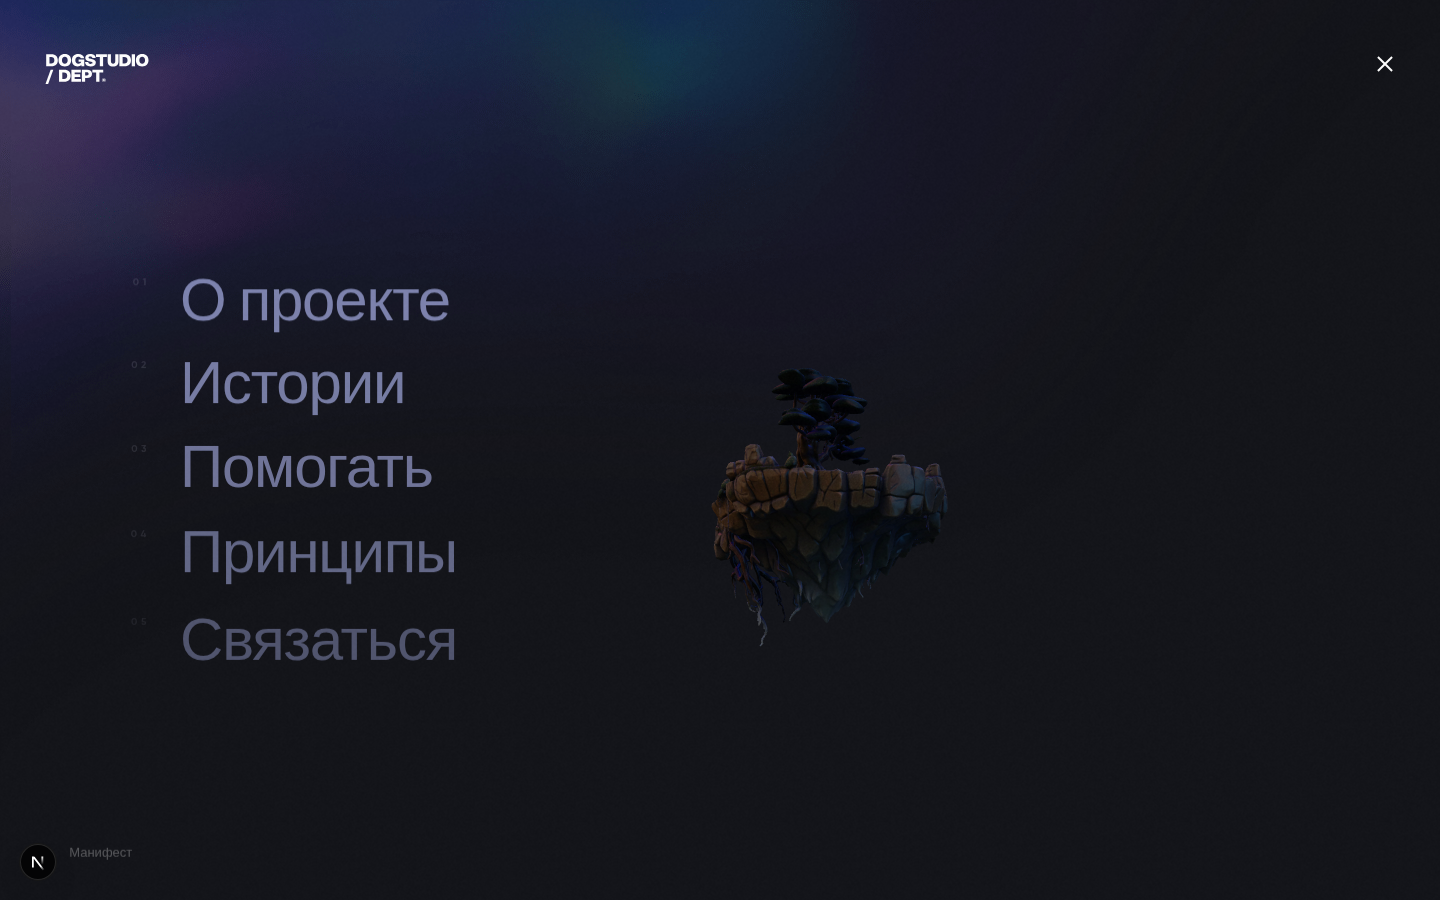 DOGSTUDIO
/ DEPT.
01
О проекте
02
Истории
03
Помогать
04
Принципы
05
Связаться
N
Манифест